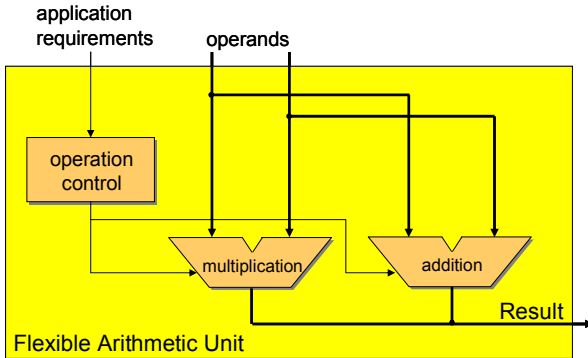 application
requirements
operands
operation
control
multiplication
addition
Result
Flexible Arithmetic Unit